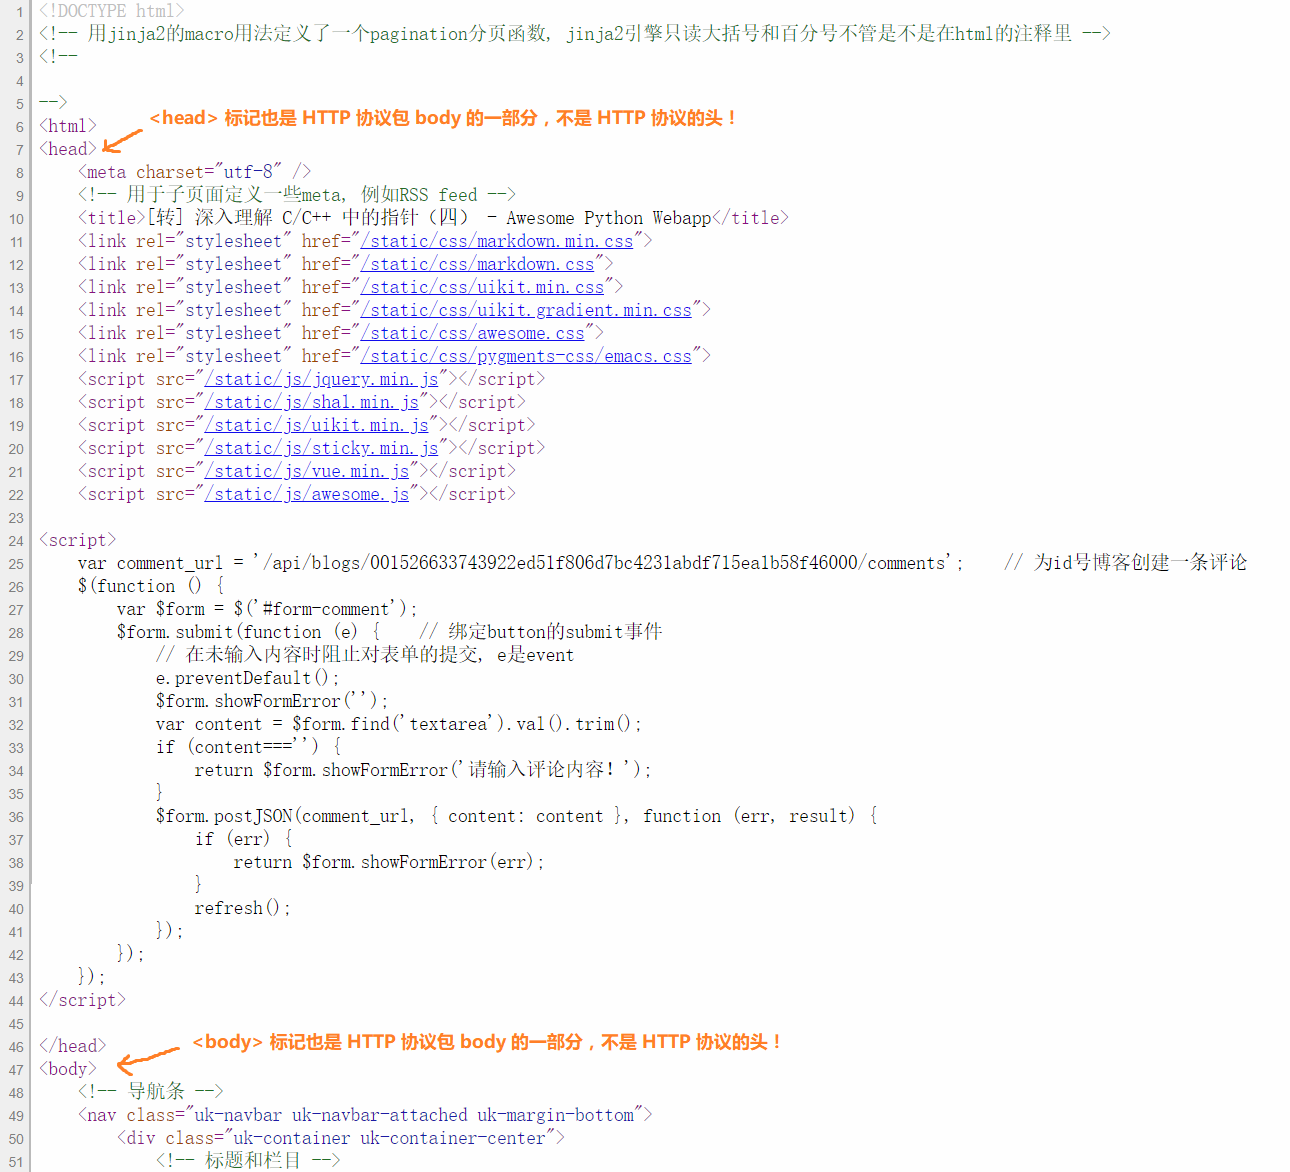 1 <!DOCTYPE html>
2 <!-- 用jinja2的macro用法定义了一个pagination分页函数, jinja2引擎只读大括号和百分号不管是不是在html的注释里 -->
3 <!--
4
5 -->
<head> 标记也是 HTTP 协议包 body 的一部分，不是 HTTP 协议的头！
6 <html>
7 <head>
8     <meta charset="utf-8" />
9     <!-- 用于子页面定义一些meta, 例如RSS feed -->
10     <title>[转] 深入理解 C/C++ 中的指针（四） - Awesome Python Webapp</title>
11     <link rel="stylesheet" href="/static/css/markdown.min.css">
12     <link rel="stylesheet" href="/static/css/markdown.css">
13     <link rel="stylesheet" href="/static/css/uikit.min.css">
14     <link rel="stylesheet" href="/static/css/uikit.gradient.min.css">
15     <link rel="stylesheet" href="/static/css/awesome.css">
16     <link rel="stylesheet" href="/static/css/pygments-css/emacs.css">
17     <script src="/static/js/jquery.min.js"></script>
18     <script src="/static/js/sha1.min.js"></script>
19     <script src="/static/js/uikit.min.js"></script>
20     <script src="/static/js/sticky.min.js"></script>
21     <script src="/static/js/vue.min.js"></script>
22     <script src="/static/js/awesome.js"></script>
23
24 <script>
25     var comment_url = '/api/blogs/001526633743922ed51f806d7bc4231abdf715ea1b58f46000/comments';    // 为id号博客创建一条评论
26     $(function () {
27         var $form = $('#form-comment');
28         $form.submit(function (e) {    // 绑定button的submit事件
29             // 在未输入内容时阻止对表单的提交, e是event
30             e.preventDefault();
31             $form.showFormError('');
32             var content = $form.find('textarea').val().trim();
33             if (content==='') {
34                 return $form.showFormError('请输入评论内容！');
35             }
36             $form.postJSON(comment_url, { content: content }, function (err, result) {
37                 if (err) {
38                     return $form.showFormError(err);
39                 }
40                 refresh();
41             });
42         });
43     });
44 </script>
45
<body> 标记也是 HTTP 协议包 body 的一部分，不是 HTTP 协议的头！
46 </head>
47 <body>
48     <!-- 导航条 -->
49     <nav class="uk-navbar uk-navbar-attached uk-margin-bottom">
50         <div class="uk-container uk-container-center">
51             <!-- 标题和栏目 -->